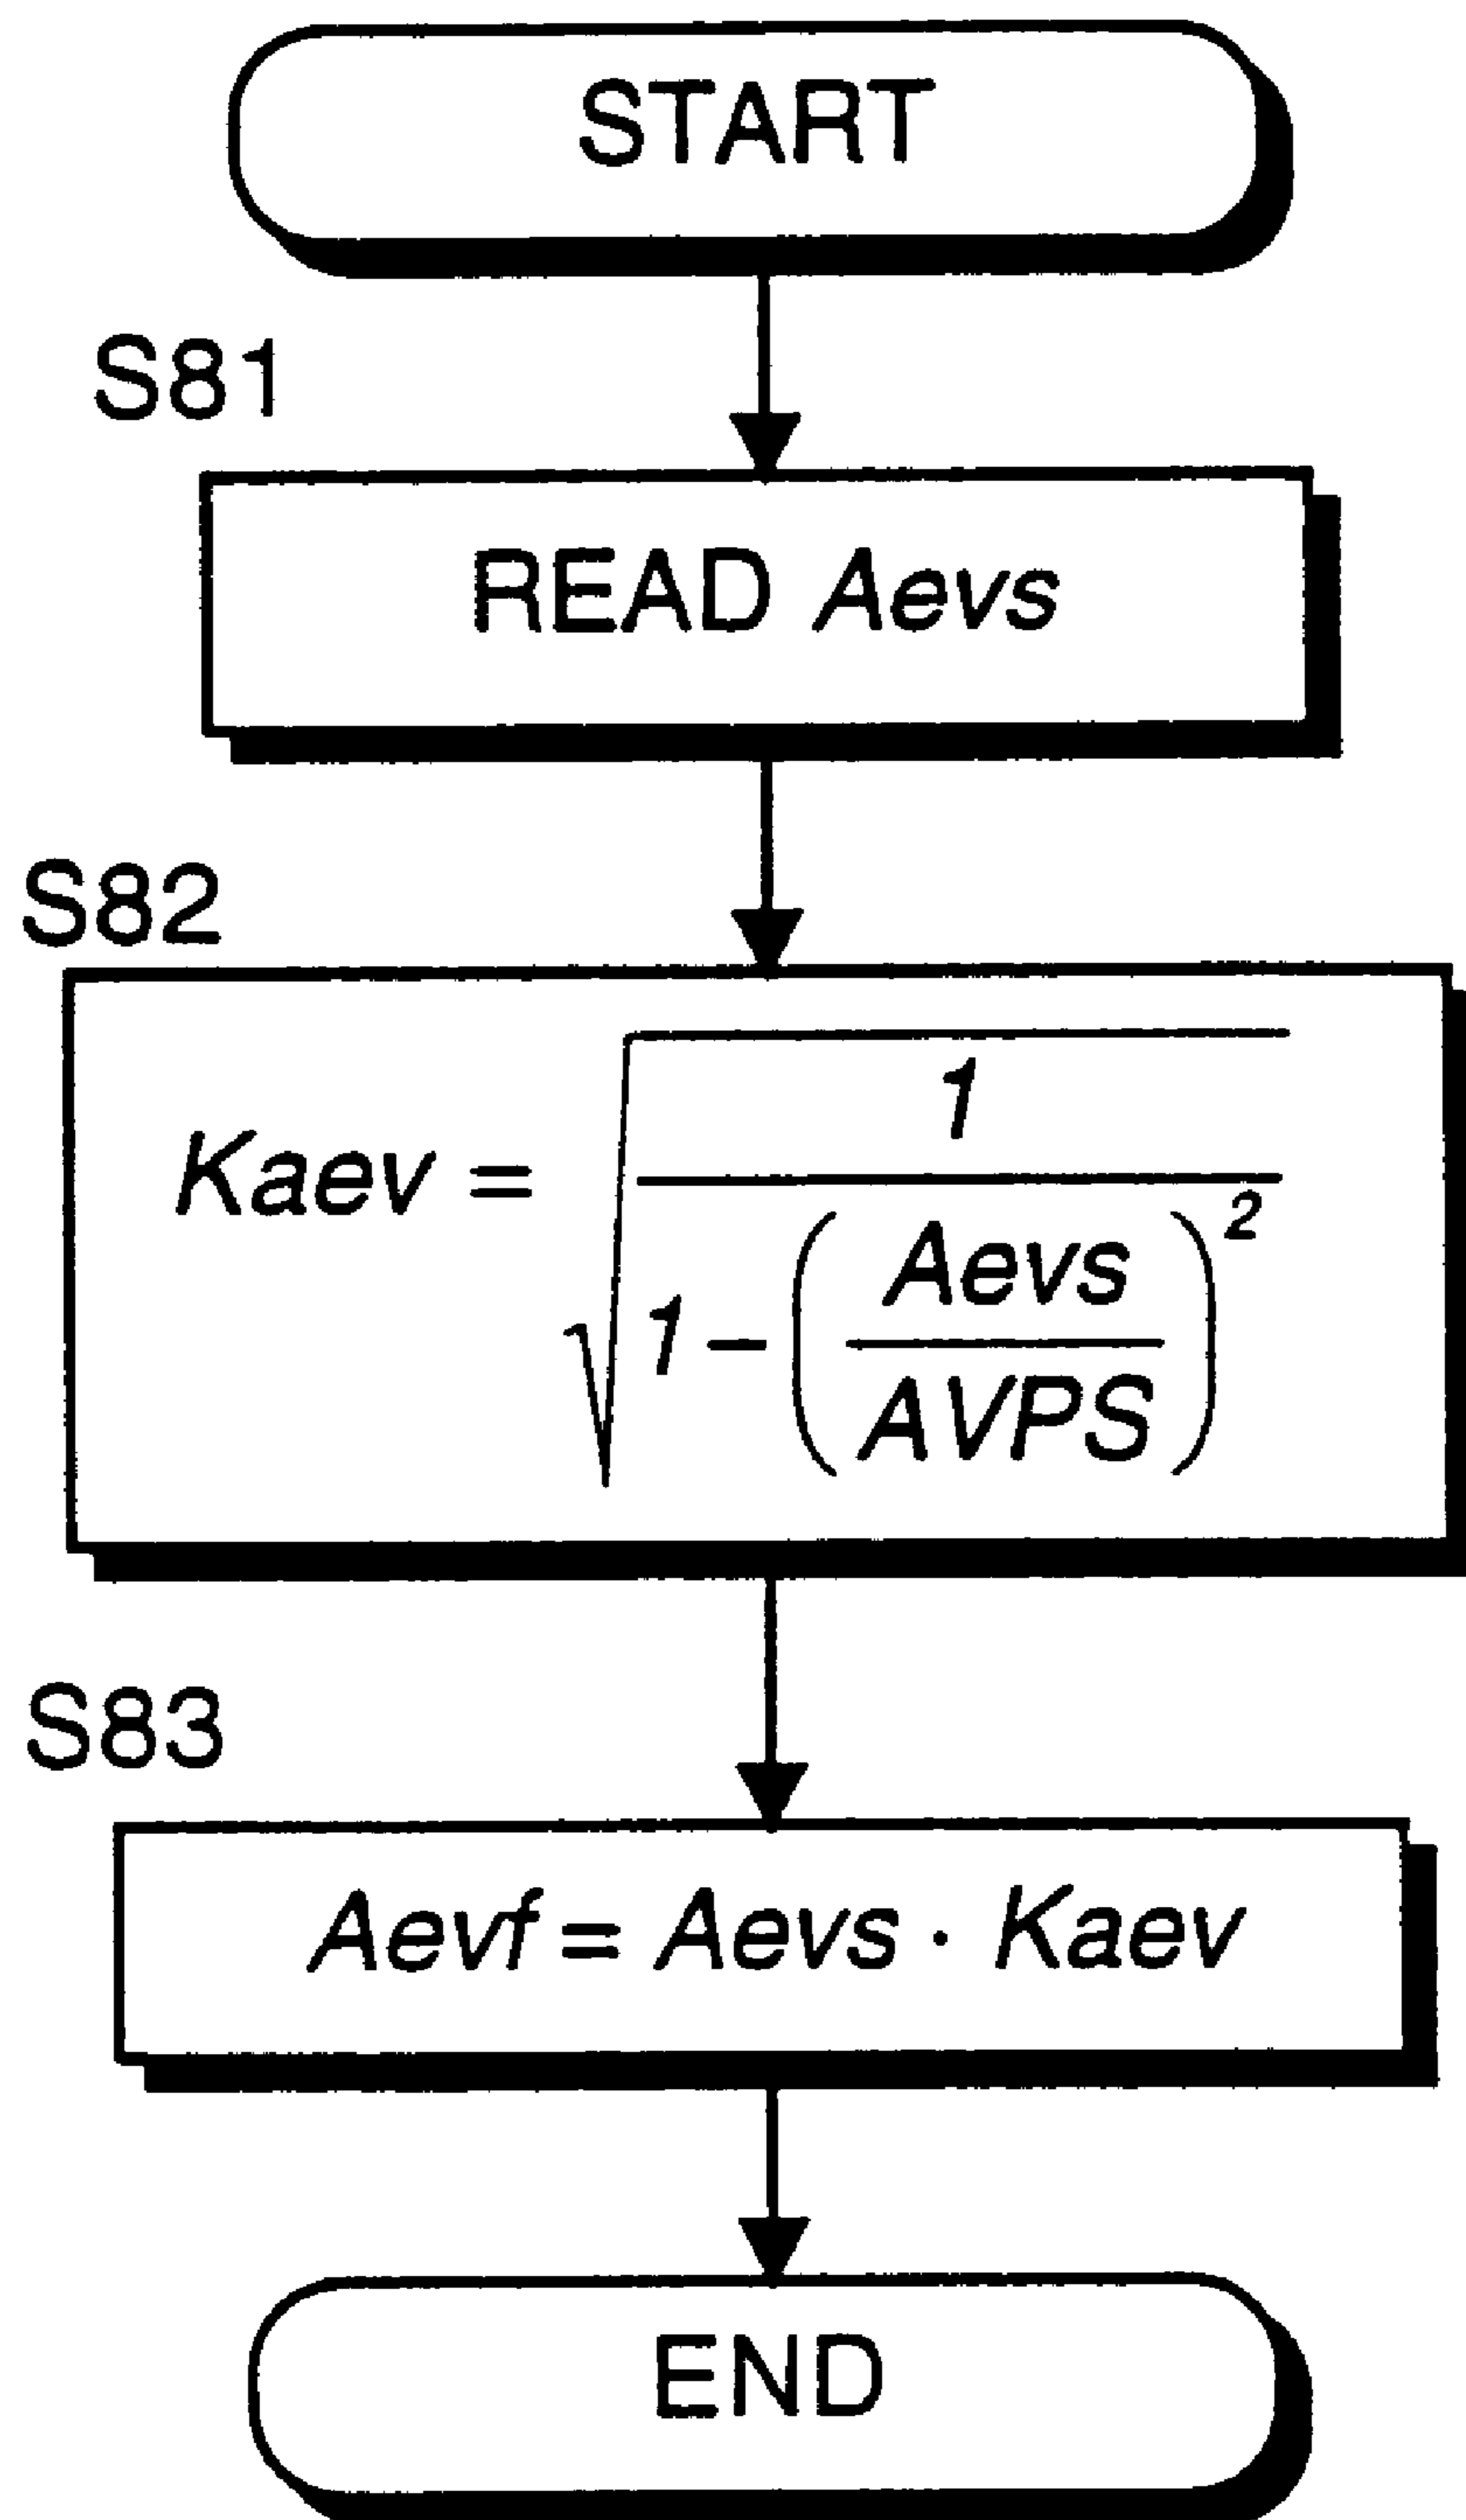 START
S81
READ Aevs
S82
Kaev = √(1 / (1 − (Aevs / AVPS)²))
S83
Aevf = Aevs · Kaev
END